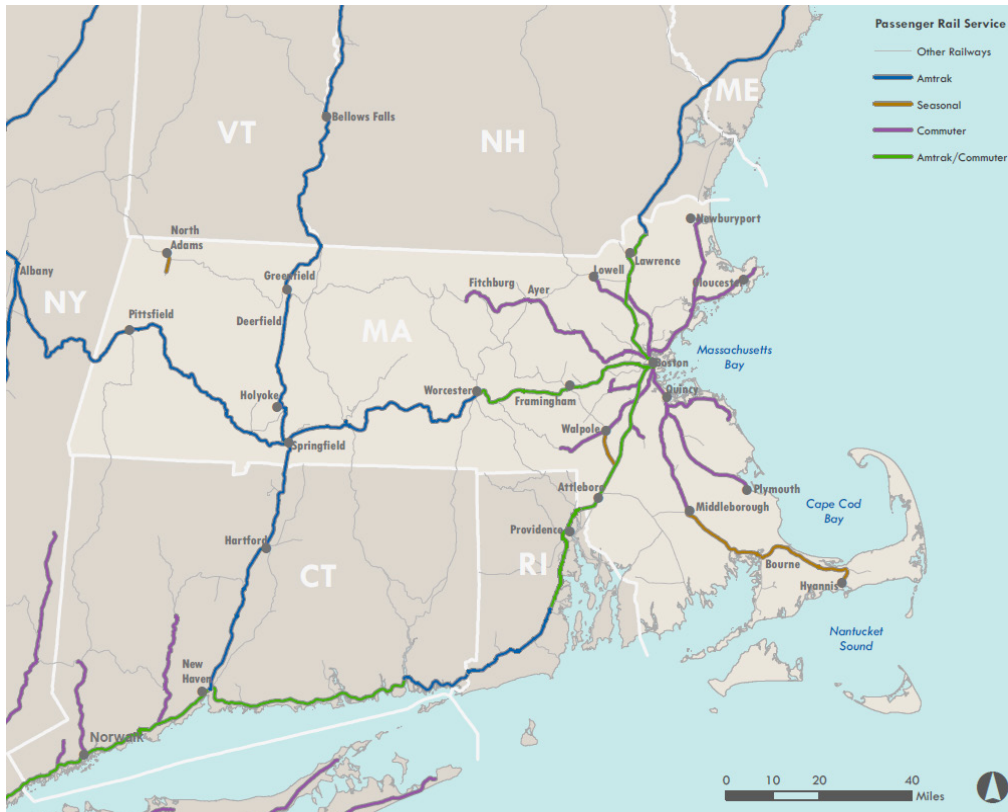 Passenger Rail Service
Other Railways
Amtrak
Seasonal
Commuter
Amtrak/Commuter
ME
VT
NH
Bellows Falls
North
Adams
Newburyport
Albany
Lawrence
Lowell
Gloucester
Greenfield
Fitchburg
Ayer
NY
Pittsfield
Deerfield
MA
Massachusetts
Bay
Boston
Holyoke
Worcester
Framingham
Quincy
Walpole
Springfield
Attleboro
Plymouth
Middleborough
Cape Cod
Bay
Providence
Hartford
CT
RI
Bourne
Hyannis
Nantucket
Sound
New
Haven
Norwalk
0 10 20 40
Miles